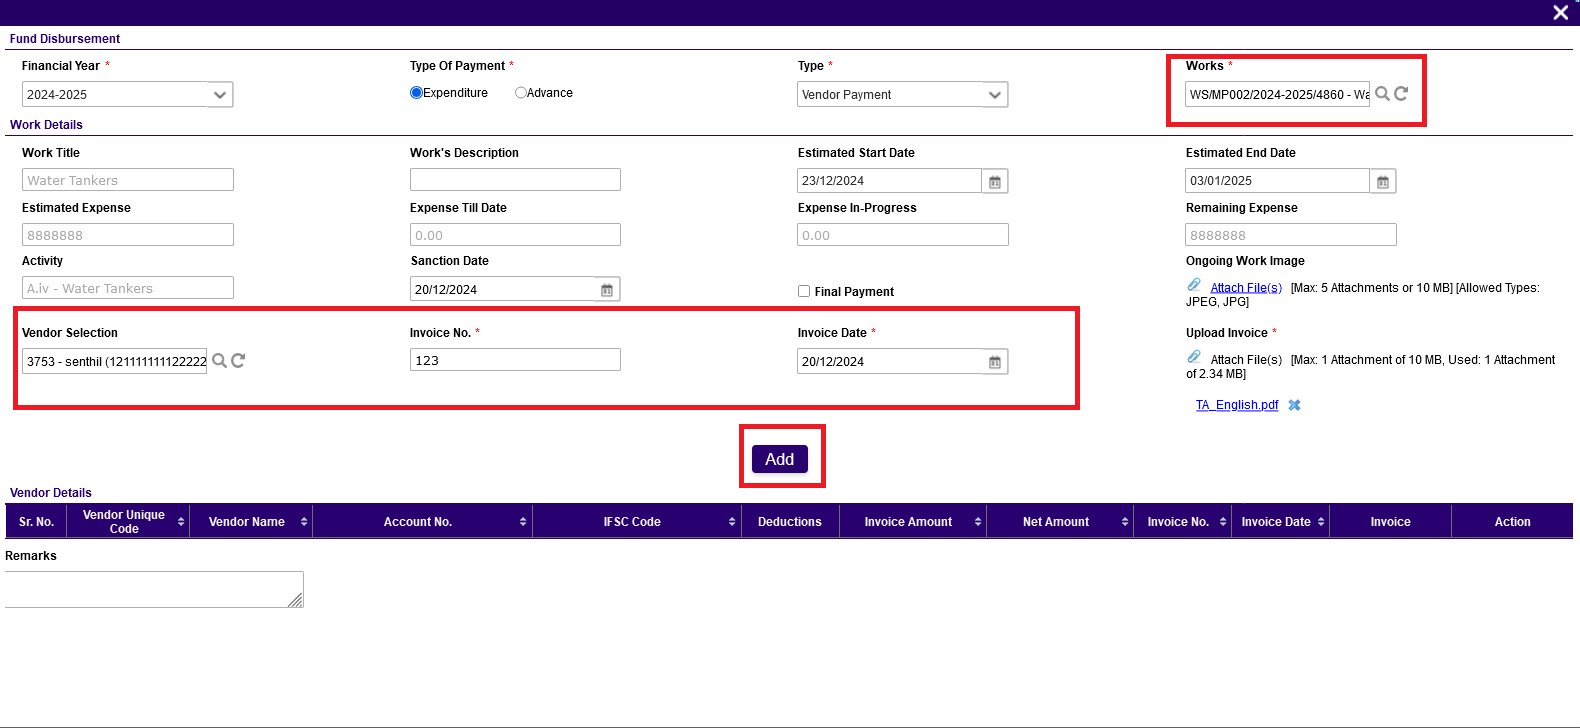 Fund Disbursement
Financial Year *
Type Of Payment *
Type *
Works *
2024-2025
Expenditure
Advance
Vendor Payment
WS/MP002/2024-2025/4860 - Wa
Work Details
Work Title
Work's Description
Estimated Start Date
Estimated End Date
Water Tankers
23/12/2024
03/01/2025
Estimated Expense
Expense Till Date
Expense In-Progress
Remaining Expense
8888888
0.00
0.00
8888888
Activity
Sanction Date
Ongoing Work Image
A.iv - Water Tankers
20/12/2024
Final Payment
Attach File(s) [Max: 5 Attachments or 10 MB] [Allowed Types:
JPEG, JPG]
Vendor Selection
Invoice No. *
Invoice Date *
Upload Invoice *
3753 - senthil (121111111122222
123
20/12/2024
Attach File(s) [Max: 1 Attachment of 10 MB, Used: 1 Attachment
of 2.34 MB]
TA_English.pdf
Add
Vendor Details
Sr. No.
Vendor Unique
Code
Vendor Name
Account No.
IFSC Code
Deductions
Invoice Amount
Net Amount
Invoice No.
Invoice Date
Invoice
Action
Remarks